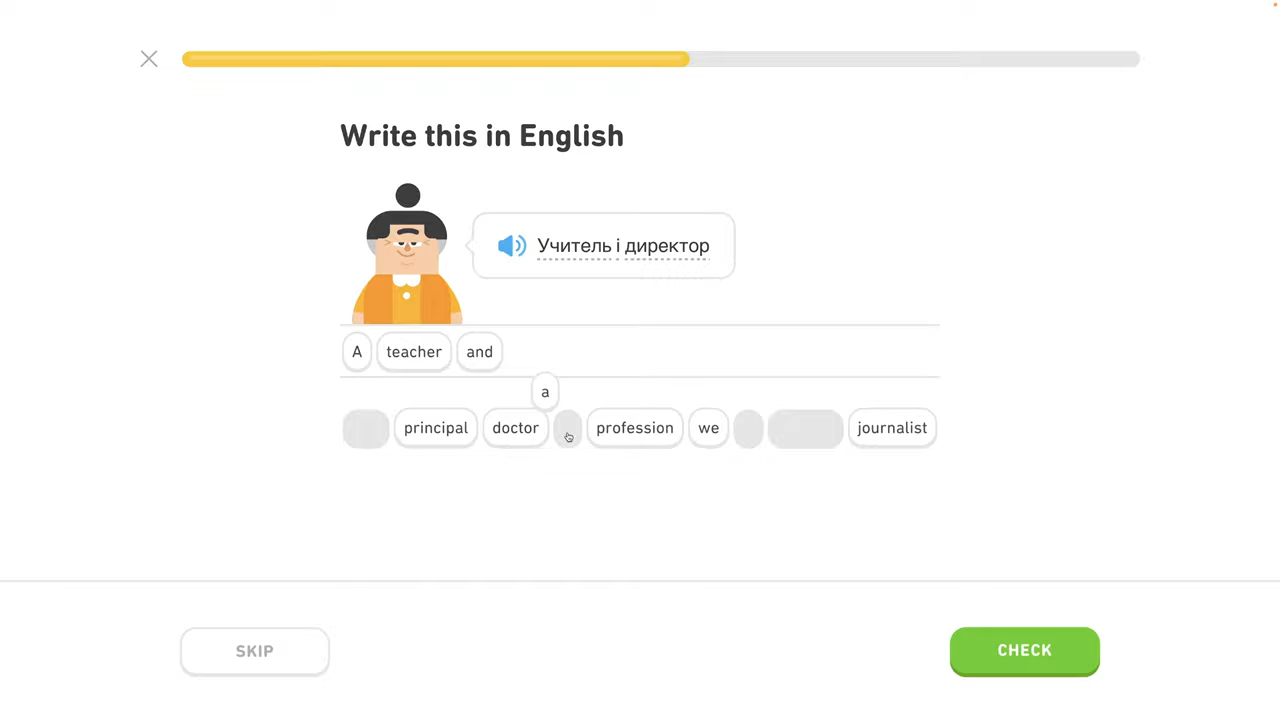 Write this in English
Учитель і директор
A teacher and
a
principal doctor profession we journalist
SKIP CHECK